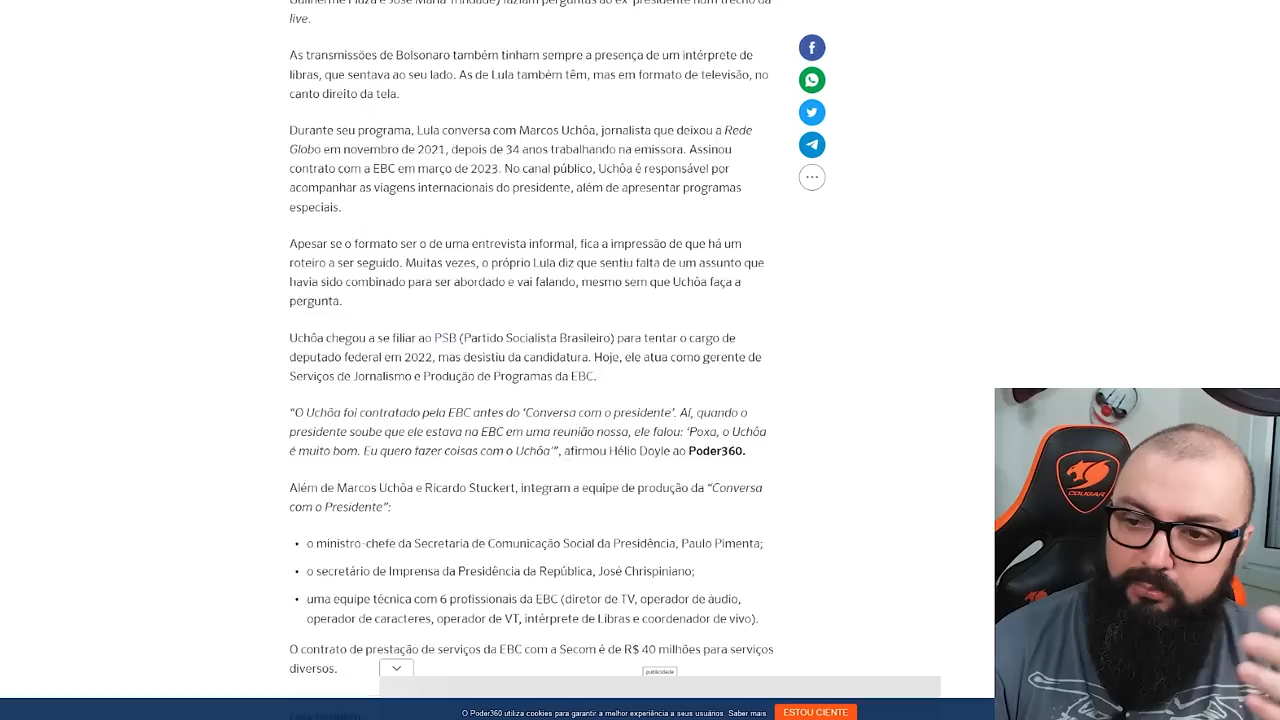 Guilherme Fiuza e José Maria Trindade) faziam perguntas ao ex-presidente num trecho da
live.
As transmissões de Bolsonaro também tinham sempre a presença de um intérprete de
libras, que sentava ao seu lado. As de Lula também têm, mas em formato de televisão, no
canto direito da tela.
Durante seu programa, Lula conversa com Marcos Uchôa, jornalista que deixou a Rede
Globo em novembro de 2021, depois de 34 anos trabalhando na emissora. Assinou
contrato com a EBC em março de 2023. No canal público, Uchôa é responsável por
acompanhar as viagens internacionais do presidente, além de apresentar programas
especiais.
Apesar se o formato ser o de uma entrevista informal, fica a impressão de que há um
roteiro a ser seguido. Muitas vezes, o próprio Lula diz que sentiu falta de um assunto que
havia sido combinado para ser abordado e vai falando, mesmo sem que Uchôa faça a
pergunta.
Uchôa chegou a se filiar ao PSB (Partido Socialista Brasileiro) para tentar o cargo de
deputado federal em 2022, mas desistiu da candidatura. Hoje, ele atua como gerente de
Serviços de Jornalismo e Produção de Programas da EBC.
“O Uchôa foi contratado pela EBC antes do ‘Conversa com o presidente’. Aí, quando o
presidente soube que ele estava na EBC em uma reunião nossa, ele falou: ‘Poxa, o Uchôa
é muito bom. Eu quero fazer coisas com o Uchôa’”, afirmou Hélio Doyle ao Poder360.
Além de Marcos Uchôa e Ricardo Stuckert, integram a equipe de produção da “Conversa
com o Presidente”:
• o ministro-chefe da Secretaria de Comunicação Social da Presidência, Paulo Pimenta;
• o secretário de Imprensa da Presidência da República, José Chrispiniano;
• uma equipe técnica com 6 profissionais da EBC (diretor de TV, operador de áudio,
operador de caracteres, operador de VT, intérprete de Libras e coordenador de vivo).
O contrato de prestação de serviços da EBC com a Secom é de R$ 40 milhões para serviços
diversos.
publicidade
O Poder360 utiliza cookies para garantir a melhor experiência a seus usuários. Saber mais.
ESTOU CIENTE
COUGAR